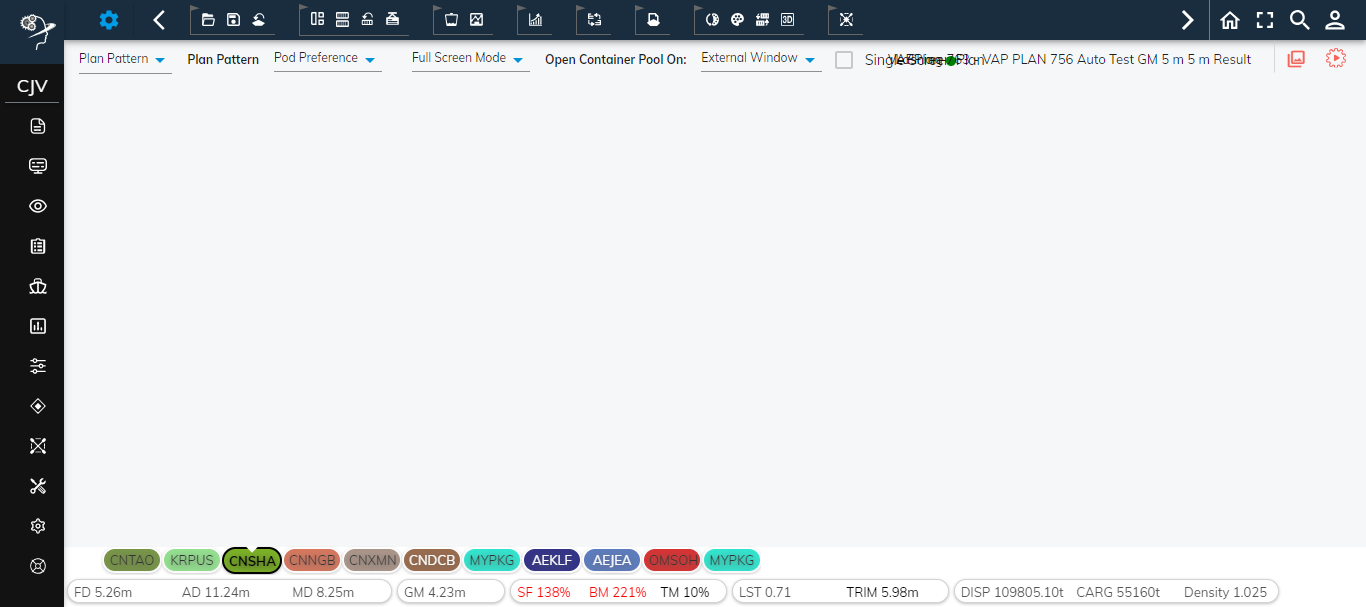 CJV
Plan Pattern Plan Pattern Pod Preference Full Screen Mode Open Container Pool On: External Window VAP PLAN 756 Auto Test GM 5 m 5 m Result
3D
CNTAO KRPUS CNSHA CNNGB CNXMN CNDCB MYPKG AEKLF AEJEA OMSOH MYPKG
FD 5.26m AD 11.24m MD 8.25m GM 4.23m SF 138% BM 221% TM 10% LST 0.71 TRIM 5.98m DISP 109805.10t CARG 55160t Density 1.025